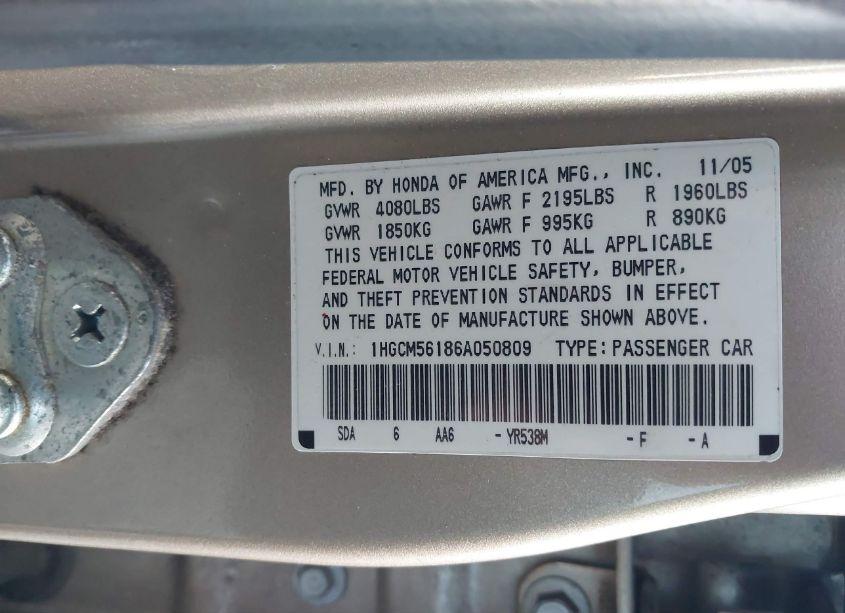 MFD. BY HONDA OF AMERICA MFG., INC. 11/05
GVWR 4080LBS GAWR F 2195LBS R 1960LBS
GVWR 1850KG GAWR F 995KG R 890KG
THIS VEHICLE CONFORMS TO ALL APPLICABLE
FEDERAL MOTOR VEHICLE SAFETY, BUMPER,
AND THEFT PREVENTION STANDARDS IN EFFECT
ON THE DATE OF MANUFACTURE SHOWN ABOVE.
V.I.N.: 1HGCM56186A050809 TYPE: PASSENGER CAR
SDA 6 AA6 - YR538M - F - A